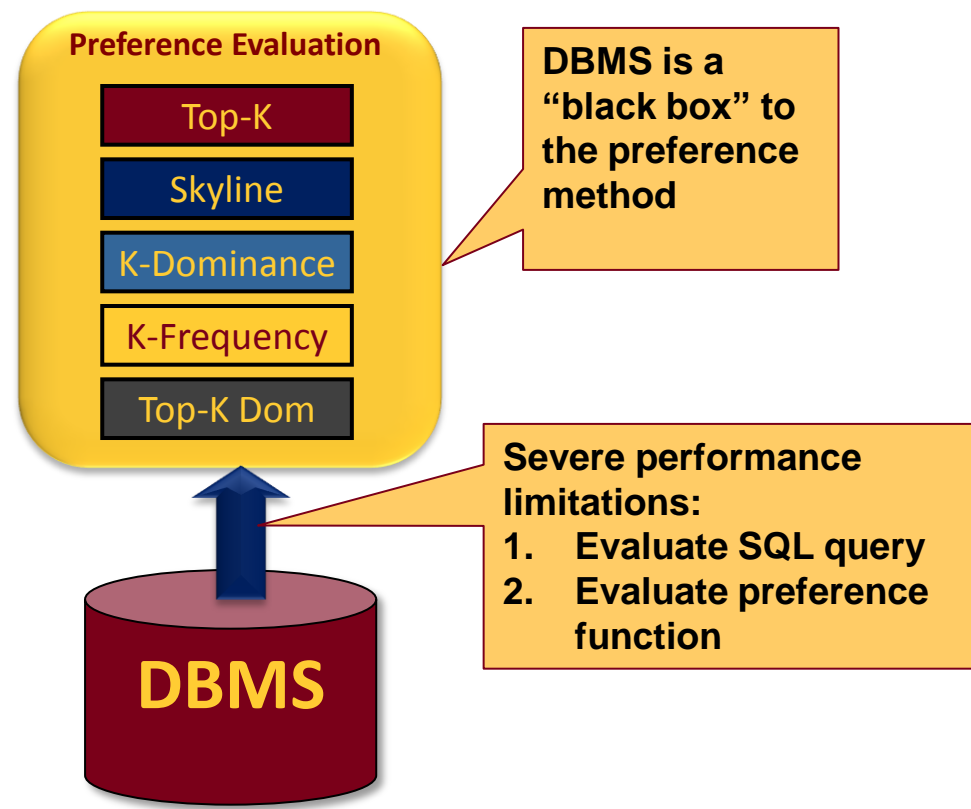 Preference Evaluation
Top-K
Skyline
K-Dominance
K-Frequency
Top-K Dom
DBMS is a
“black box” to
the preference
method
Severe performance
limitations:
1. Evaluate SQL query
2. Evaluate preference
function
DBMS